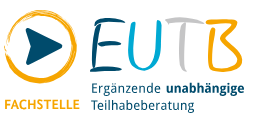 EUTB
Ergänzende unabhängige
FACHSTELLE Teilhabeberatung